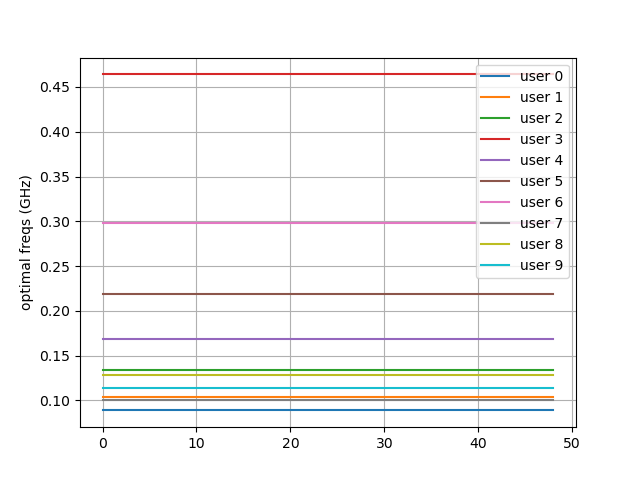 optimal freqs (GHz)
0.45
0.40
0.35
0.30
0.25
0.20
0.15
0.10
0 10 20 30 40 50
user 0
user 1
user 2
user 3
user 4
user 5
user 6
user 7
user 8
user 9